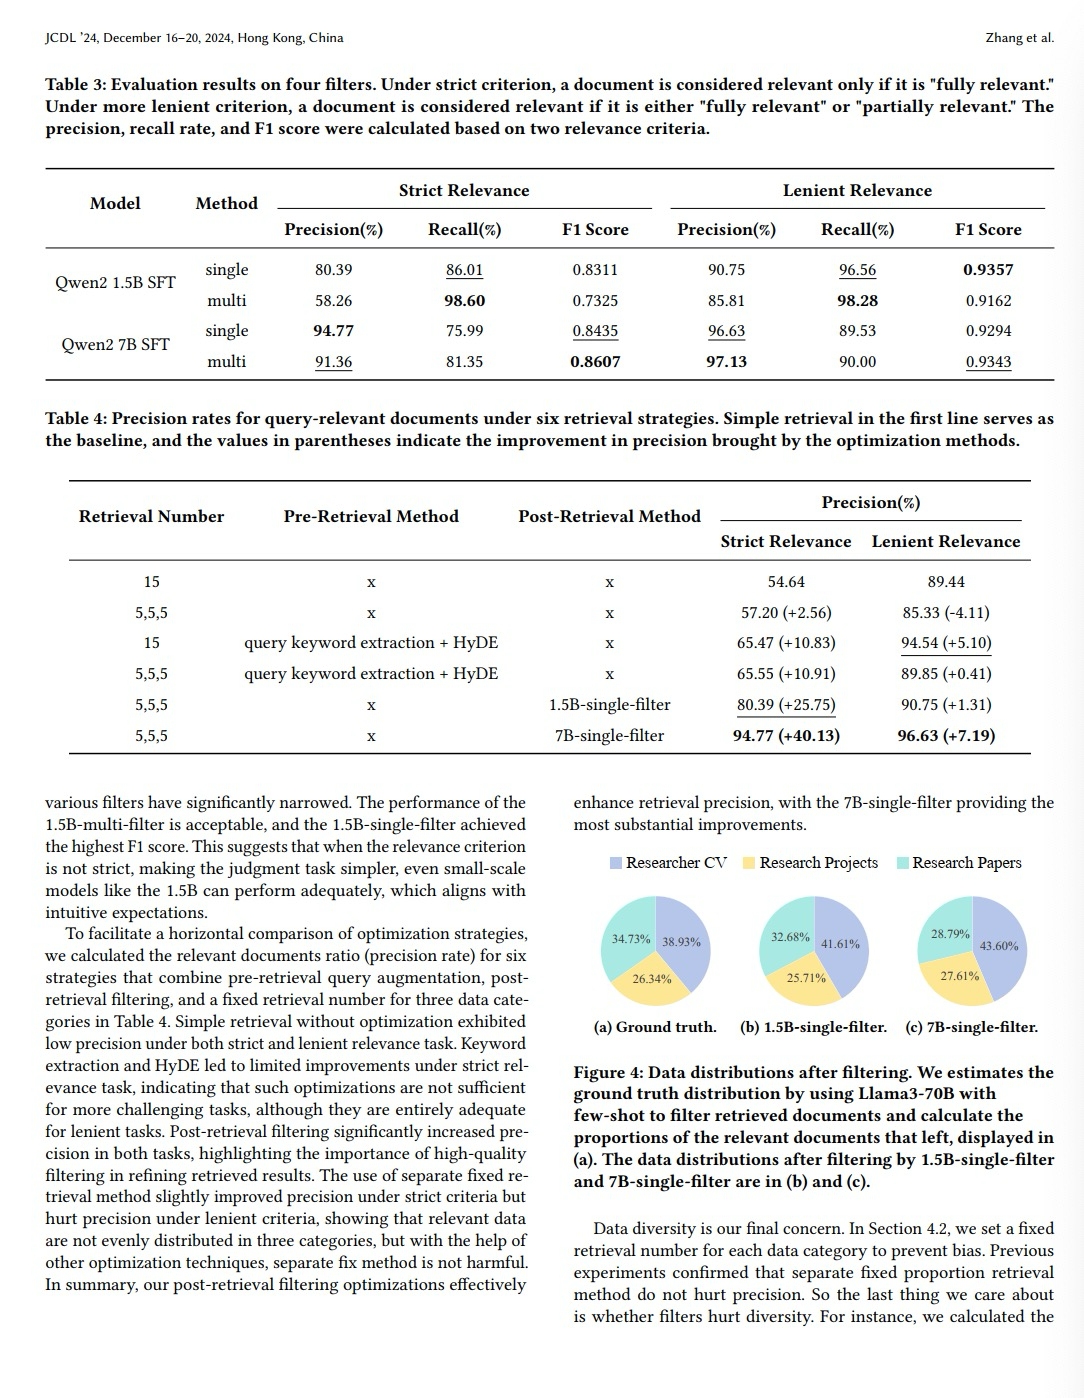 JCDL ’24, December 16–20, 2024, Hong Kong, China
Zhang et al.
Table 3: Evaluation results on four filters. Under strict criterion, a document is considered relevant only if it is "fully relevant."
Under more lenient criterion, a document is considered relevant if it is either "fully relevant" or "partially relevant." The
precision, recall rate, and F1 score were calculated based on two relevance criteria.
Model Method Strict Relevance Lenient Relevance
Precision(%) Recall(%) F1 Score Precision(%) Recall(%) F1 Score
Qwen2 1.5B SFT single 80.39 86.01 0.8311 90.75 96.56 0.9357
multi 58.26 98.60 0.7325 85.81 98.28 0.9162
Qwen2 7B SFT single 94.77 75.99 0.8435 96.63 89.53 0.9294
multi 91.36 81.35 0.8607 97.13 90.00 0.9343
Table 4: Precision rates for query-relevant documents under six retrieval strategies. Simple retrieval in the first line serves as
the baseline, and the values in parentheses indicate the improvement in precision brought by the optimization methods.
Retrieval Number Pre-Retrieval Method Post-Retrieval Method Precision(%)
Strict Relevance Lenient Relevance
15 x x 54.64 89.44
5,5,5 x x 57.20 (+2.56) 85.33 (-4.11)
15 query keyword extraction + HyDE x 65.47 (+10.83) 94.54 (+5.10)
5,5,5 query keyword extraction + HyDE x 65.55 (+10.91) 89.85 (+0.41)
5,5,5 x 1.5B-single-filter 80.39 (+25.75) 90.75 (+1.31)
5,5,5 x 7B-single-filter 94.77 (+40.13) 96.63 (+7.19)
various filters have significantly narrowed. The performance of the
1.5B-multi-filter is acceptable, and the 1.5B-single-filter achieved
the highest F1 score. This suggests that when the relevance criterion
is not strict, making the judgment task simpler, even small-scale
models like the 1.5B can perform adequately, which aligns with
intuitive expectations.
To facilitate a horizontal comparison of optimization strategies,
we calculated the relevant documents ratio (precision rate) for six
strategies that combine pre-retrieval query augmentation, post-
retrieval filtering, and a fixed retrieval number for three data cate-
gories in Table 4. Simple retrieval without optimization exhibited
low precision under both strict and lenient relevance task. Keyword
extraction and HyDE led to limited improvements under strict rel-
evance task, indicating that such optimizations are not sufficient
for more challenging tasks, although they are entirely adequate
for lenient tasks. Post-retrieval filtering significantly increased pre-
cision in both tasks, highlighting the importance of high-quality
filtering in refining retrieved results. The use of separate fixed re-
trieval method slightly improved precision under strict criteria but
hurt precision under lenient criteria, showing that relevant data
are not evenly distributed in three categories, but with the help of
other optimization techniques, separate fix method is not harmful.
In summary, our post-retrieval filtering optimizations effectively
enhance retrieval precision, with the 7B-single-filter providing the
most substantial improvements.
Researcher CV Research Projects Research Papers
34.73% 38.93% 26.34%
32.68% 41.61% 25.71%
28.79% 43.60% 27.61%
(a) Ground truth. (b) 1.5B-single-filter. (c) 7B-single-filter.
Figure 4: Data distributions after filtering. We estimates the
ground truth distribution by using Llama3-70B with
few-shot to filter retrieved documents and calculate the
proportions of the relevant documents that left, displayed in
(a). The data distributions after filtering by 1.5B-single-filter
and 7B-single-filter are in (b) and (c).
Data diversity is our final concern. In Section 4.2, we set a fixed
retrieval number for each data category to prevent bias. Previous
experiments confirmed that separate fixed proportion retrieval
method do not hurt precision. So the last thing we care about
is whether filters hurt diversity. For instance, we calculated the